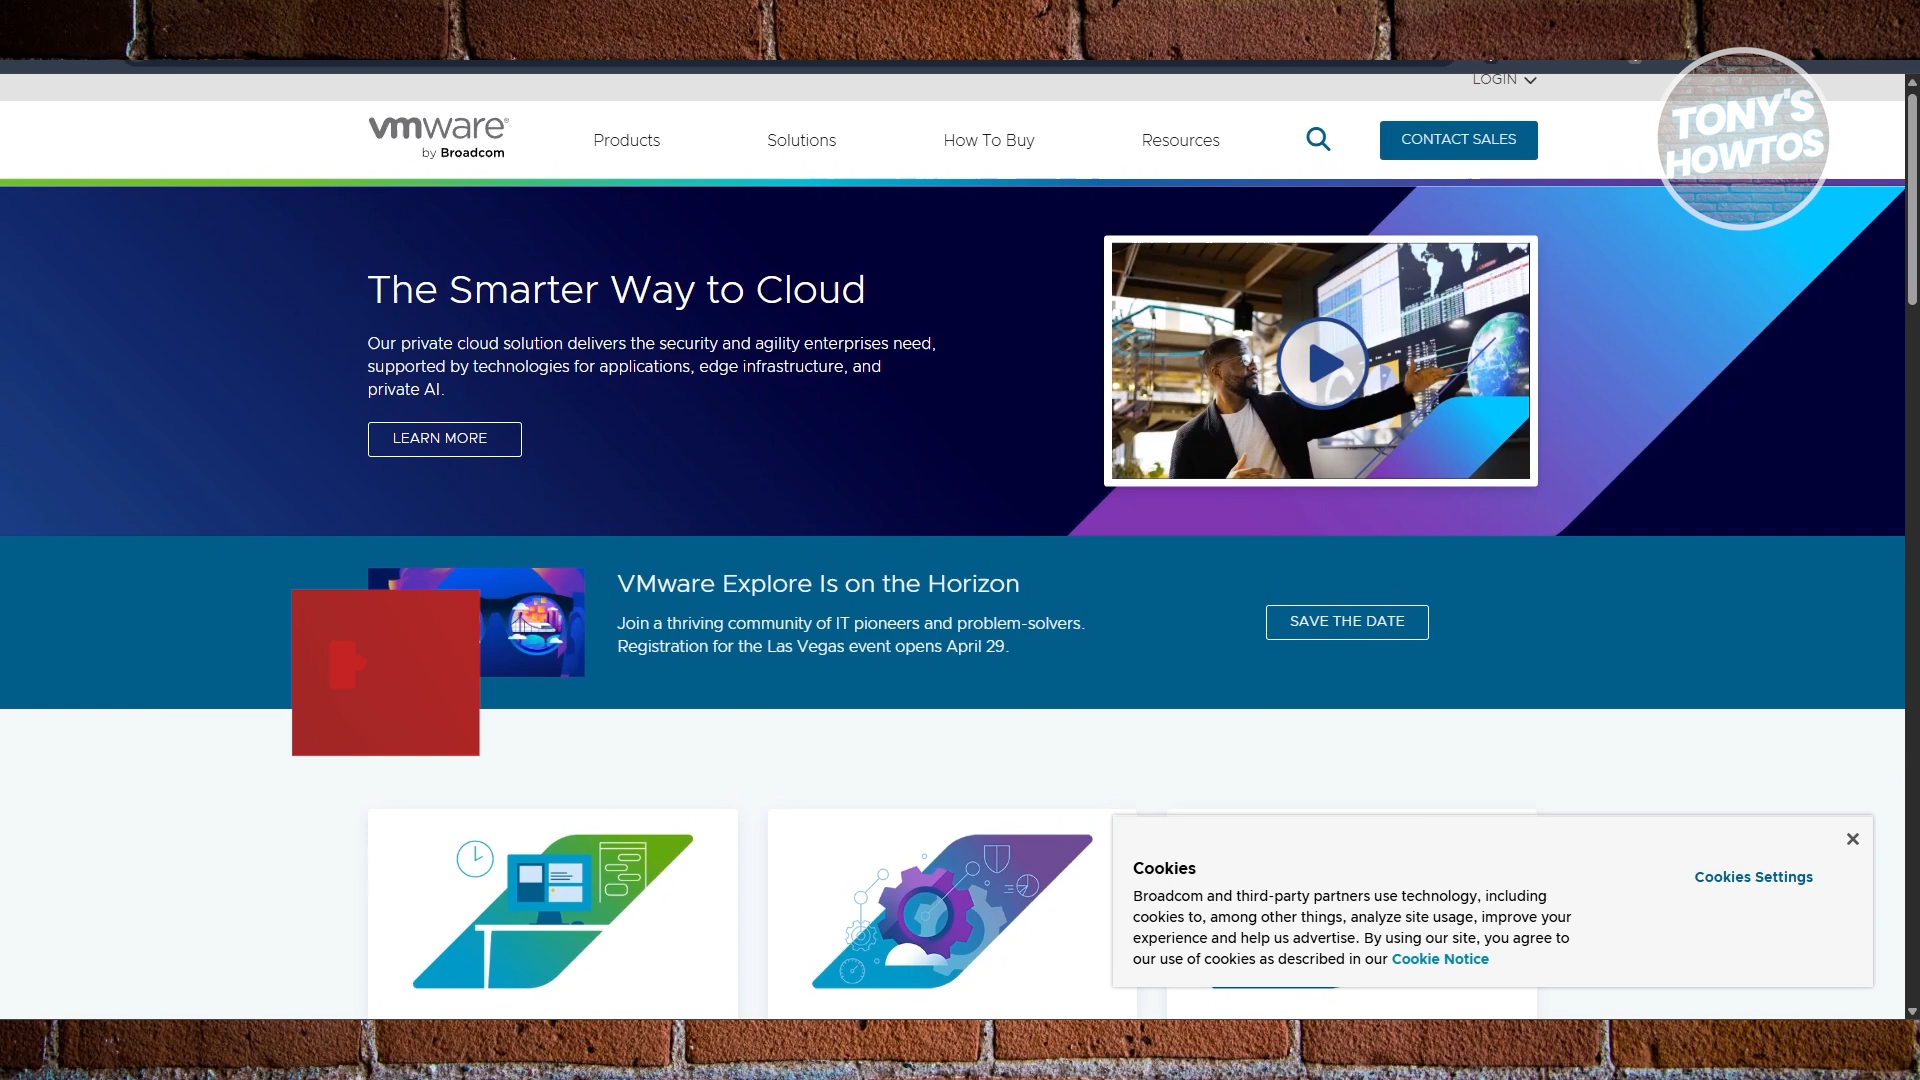 LOGIN
TONY'S
HOWTOS
vmware®
by Broadcom
Products
Solutions
How To Buy
Resources
CONTACT SALES
The Smarter Way to Cloud
Our private cloud solution delivers the security and agility enterprises need,
supported by technologies for applications, edge infrastructure, and
private AI.
LEARN MORE
VMware Explore Is on the Horizon
Join a thriving community of IT pioneers and problem-solvers.
Registration for the Las Vegas event opens April 29.
SAVE THE DATE
Cookies
Broadcom and third-party partners use technology, including
cookies to, among other things, analyze site usage, improve your
experience and help us advertise. By using our site, you agree to
our use of cookies as described in our Cookie Notice
Cookies Settings